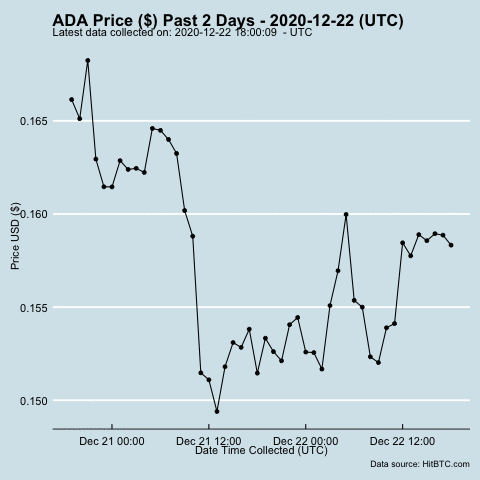 ADA Price ($) Past 2 Days - 2020-12-22 (UTC)
Latest data collected on: 2020-12-22 18:00:09  - UTC
0.165
0.160
0.155
0.150
Price USD ($)
Dec 21 00:00 Dec 21 12:00 Dec 22 00:00 Dec 22 12:00
Date Time Collected (UTC)
Data source: HitBTC.com